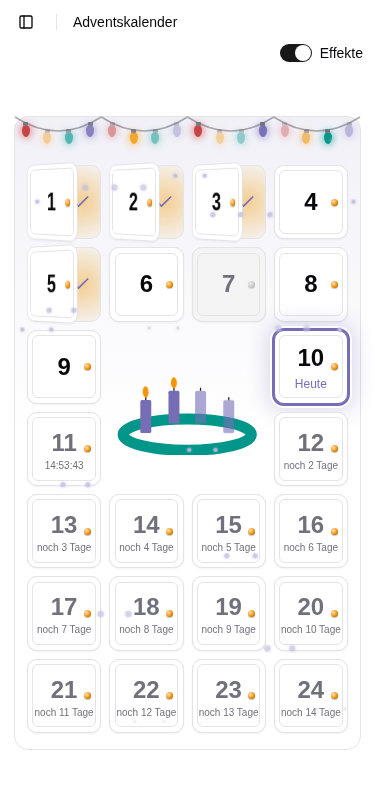 Adventskalender
Effekte
1 2 3 4
5 6 7 8
9 10
Heute
11 12
14:53:43 noch 2 Tage
13 14 15 16
noch 3 Tage noch 4 Tage noch 5 Tage noch 6 Tage
17 18 19 20
noch 7 Tage noch 8 Tage noch 9 Tage noch 10 Tage
21 22 23 24
noch 11 Tage noch 12 Tage noch 13 Tage noch 14 Tage